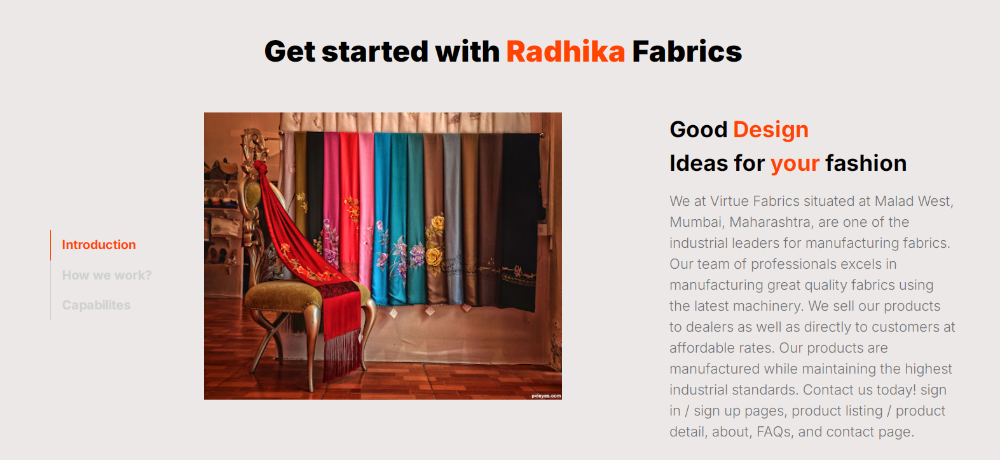 Get started with Radhika Fabrics
Introduction
How we work?
Capabilites
pxleyes.com
Good Design
Ideas for your fashion
We at Virtue Fabrics situated at Malad West,
Mumbai, Maharashtra, are one of the
industrial leaders for manufacturing fabrics.
Our team of professionals excels in
manufacturing great quality fabrics using
the latest machinery. We sell our products
to dealers as well as directly to customers at
affordable rates. Our products are
manufactured while maintaining the highest
industrial standards. Contact us today! sign
in / sign up pages, product listing / product
detail, about, FAQs, and contact page.